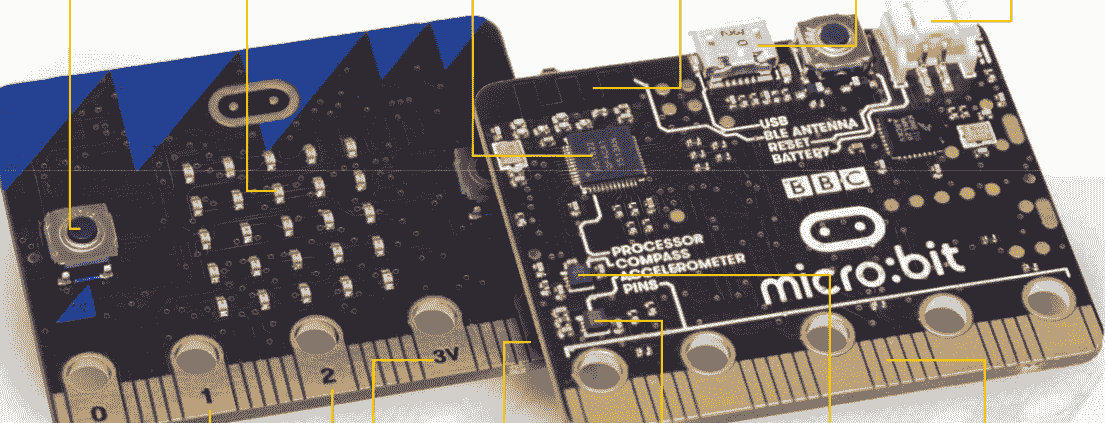 USB
BLE ANTENNA
RESET
BATTERY
BBC
PROCESSOR
COMPASS
ACCELEROMETER
PINS
micro:bit
0
1
2
3V